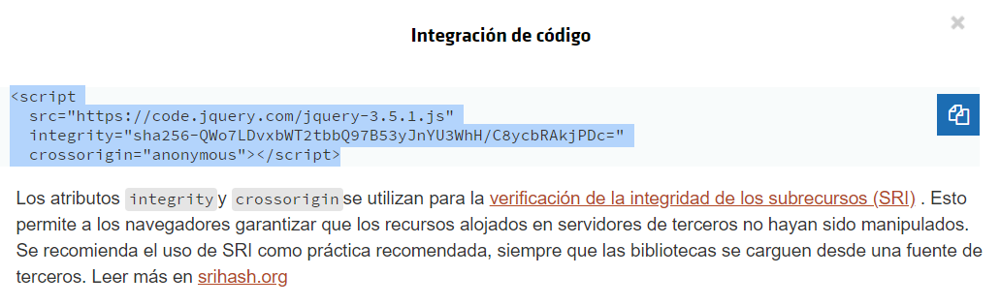 Integración de código
<script
src="https://code.jquery.com/jquery-3.5.1.js"
integrity="sha256-QWo7LDvxbWT2tbbQ97B53yJnYU3WhH/C8ycbRAkjPDc="
crossorigin="anonymous"></script>
Los atributos integrity y crossorigin se utilizan para la verificación de la integridad de los subrecursos (SRI) . Esto
permite a los navegadores garantizar que los recursos alojados en servidores de terceros no hayan sido manipulados.
Se recomienda el uso de SRI como práctica recomendada, siempre que las bibliotecas se carguen desde una fuente de
terceros. Leer más en srihash.org